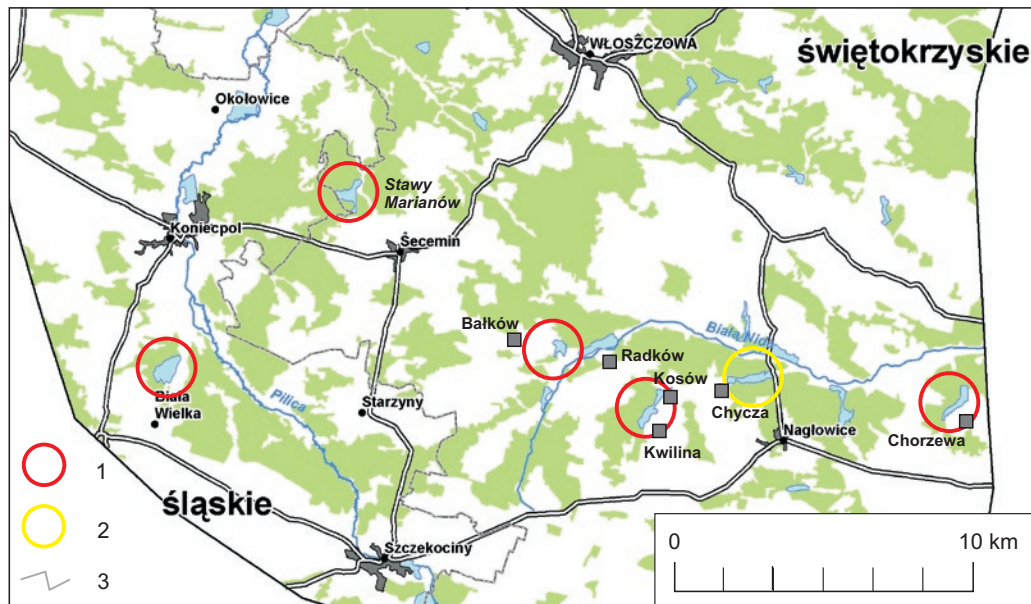 WŁOSZCZOWA
świętokrzyskie
Okołowice
Stawy
Marianów
Koniecpol
Secemin
Biała Nida
Bałków
Radków
Kosów
Biała
Wielka
Pilica
Starzyny
Chycza
Kwilina
Nagłowice
Chorzewa
1
śląskie
2
Szczekociny
3
0 10 km